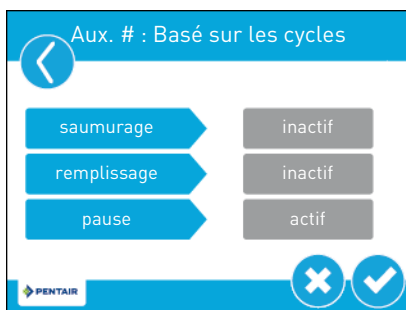 Aux. # : Basé sur les cycles
saumurage inactif
remplissage inactif
pause actif
PENTAIR